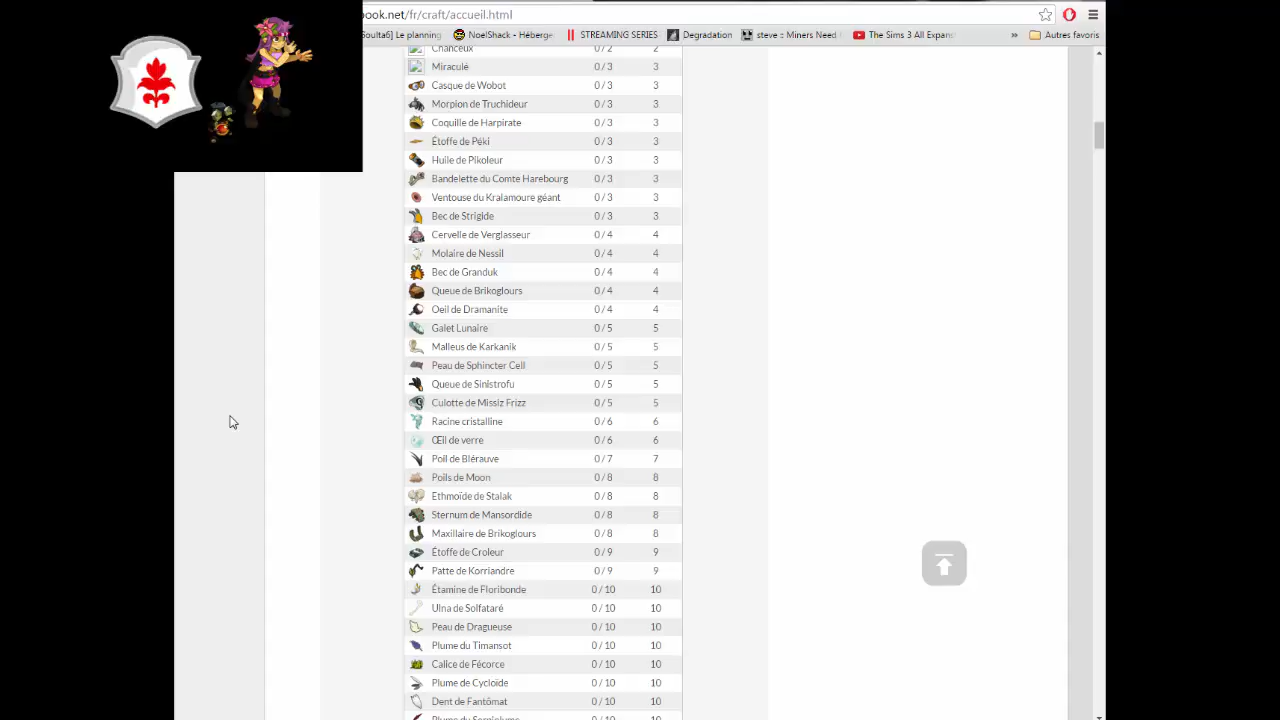 book.net/fr/craft/accueil.html
Soulta6] Le planning NoelShack - Héberge STREAMING SERIES Degradation steve :: Miners Need The Sims 3 All Expans » Autres favoris
Chanceux 0 / 2 2
Miraculé 0 / 3 3
Casque de Wobot 0 / 3 3
Morpion de Truchideur 0 / 3 3
Coquille de Harpirate 0 / 3 3
Étoffe de Péki 0 / 3 3
Huile de Pikoleur 0 / 3 3
Bandelette du Comte Harebourg 0 / 3 3
Ventouse du Kralamoure géant 0 / 3 3
Bec de Strigide 0 / 3 3
Cervelle de Verglasseur 0 / 4 4
Molaire de Nessil 0 / 4 4
Bec de Granduk 0 / 4 4
Queue de Brikoglours 0 / 4 4
Oeil de Dramanite 0 / 4 4
Galet Lunaire 0 / 5 5
Malleus de Karkanik 0 / 5 5
Peau de Sphincter Cell 0 / 5 5
Queue de Sinistrofu 0 / 5 5
Culotte de Missiz Frizz 0 / 5 5
Racine cristalline 0 / 6 6
Œil de verre 0 / 6 6
Poil de Blérauve 0 / 7 7
Poils de Moon 0 / 8 8
Ethmoïde de Stalak 0 / 8 8
Sternum de Mansordide 0 / 8 8
Maxillaire de Brikoglours 0 / 8 8
Étoffe de Croleur 0 / 9 9
Patte de Korriandre 0 / 9 9
Étamine de Floribonde 0 / 10 10
Ulna de Solfataré 0 / 10 10
Peau de Dragueuse 0 / 10 10
Plume du Timansot 0 / 10 10
Calice de Fécorce 0 / 10 10
Plume de Cycloïde 0 / 10 10
Dent de Fantômat 0 / 10 10